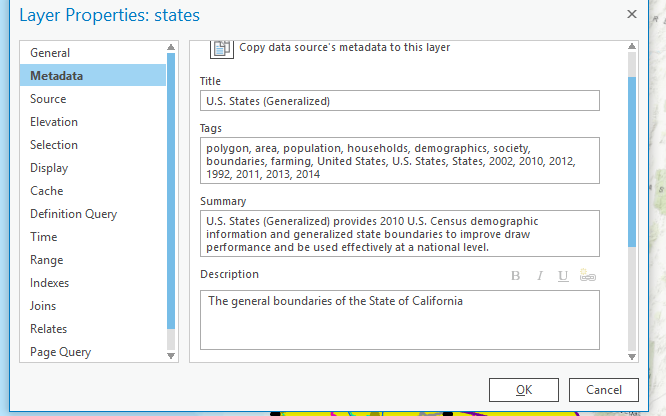 Layer Properties: states
General
Metadata
Source
Elevation
Selection
Display
Cache
Definition Query
Time
Range
Indexes
Joins
Relates
Page Query
Copy data source's metadata to this layer
Title
U.S. States (Generalized)
Tags
polygon, area, population, households, demographics, society,
boundaries, farming, United States, U.S. States, States, 2002, 2010, 2012,
1992, 2011, 2013, 2014
Summary
U.S. States (Generalized) provides 2010 U.S. Census demographic
information and generalized state boundaries to improve draw
performance and be used effectively at a national level.
Description
B I U
The general boundaries of the State of California
OK
Cancel